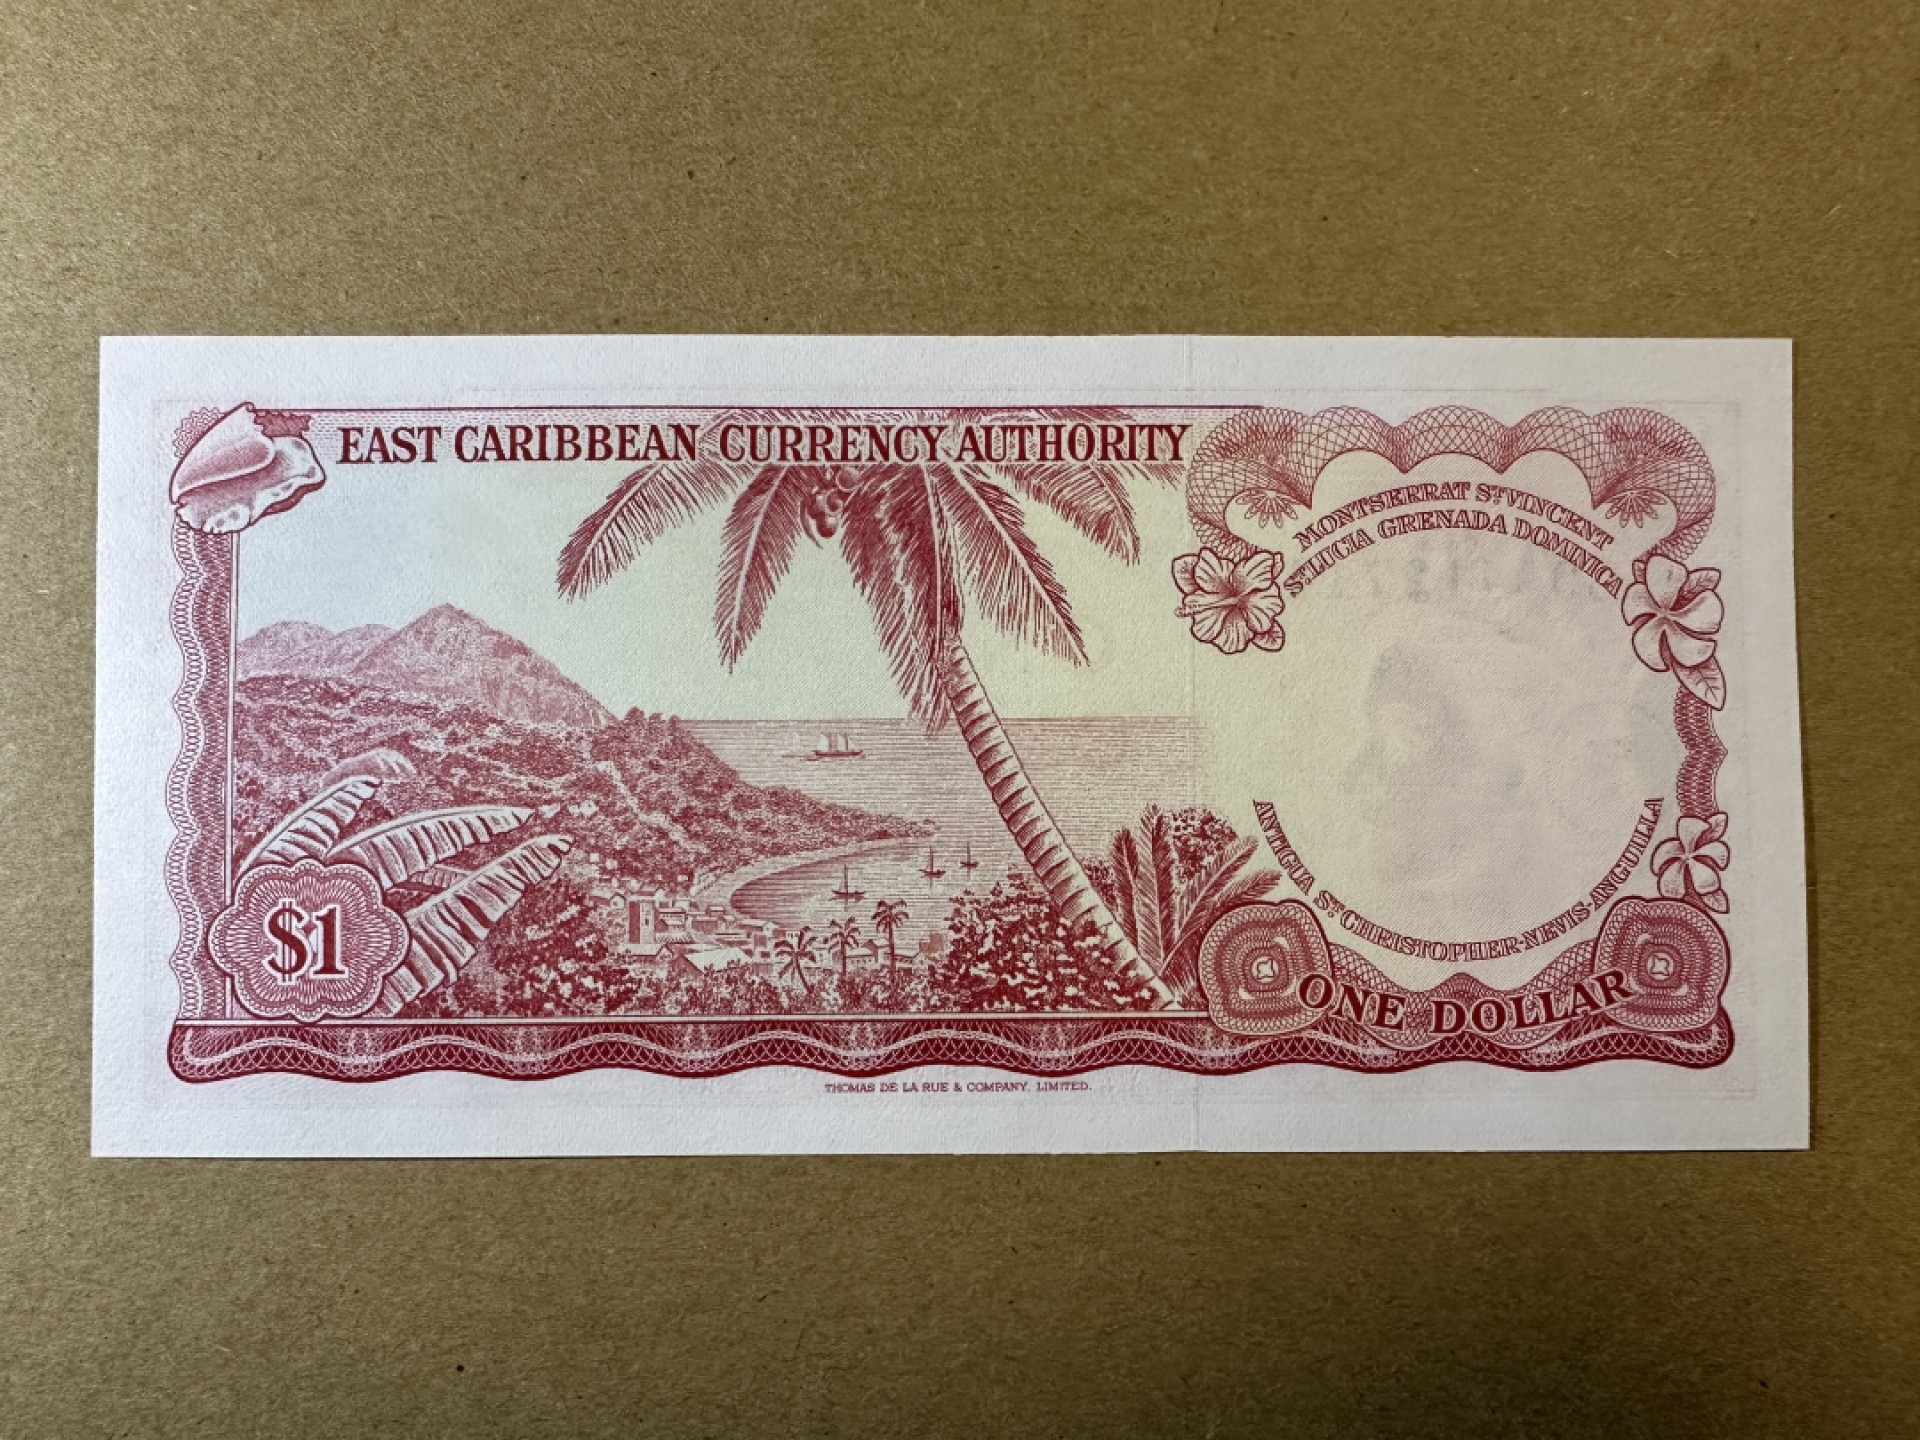 EAST CARIBBEAN CURRENCY AUTHORITY
MONTSERRAT ST VINCENT
ST LUCIA GRENADA DOMINICA
ANTIGUA ST CHRISTOPHER-NEVIS-ANGUILLA
$1
ONE DOLLAR
THOMAS DE LA RUE & COMPANY, LIMITED.